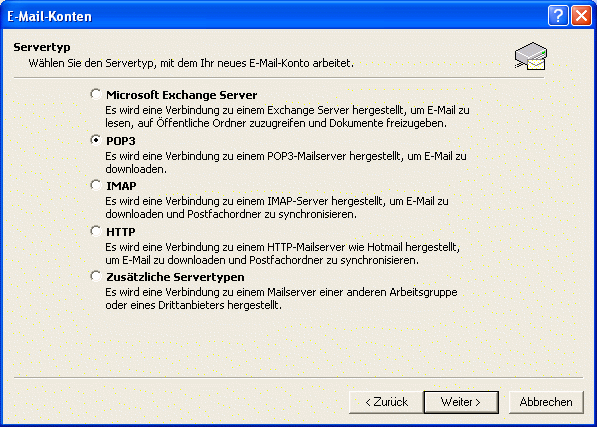 E-Mail-Konten
Servertyp
Wählen Sie den Servertyp, mit dem Ihr neues E-Mail-Konto arbeitet.
Microsoft Exchange Server
Es wird eine Verbindung zu einem Exchange Server hergestellt, um E-Mail zu
lesen, auf Öffentliche Ordner zuzugreifen und Dokumente freizugeben.
POP3
Es wird eine Verbindung zu einem POP3-Mailserver hergestellt, um E-Mail zu
downloaden.
IMAP
Es wird eine Verbindung zu einem IMAP-Server hergestellt, um E-Mail zu
downloaden und Postfachordner zu synchronisieren.
HTTP
Es wird eine Verbindung zu einem HTTP-Mailserver wie Hotmail hergestellt,
um E-Mail zu downloaden und Postfachordner zu synchronisieren.
Zusätzliche Servertypen
Es wird eine Verbindung zu einem Mailserver einer anderen Arbeitsgruppe
oder eines Drittanbieters hergestellt.
< Zurück Weiter > Abbrechen